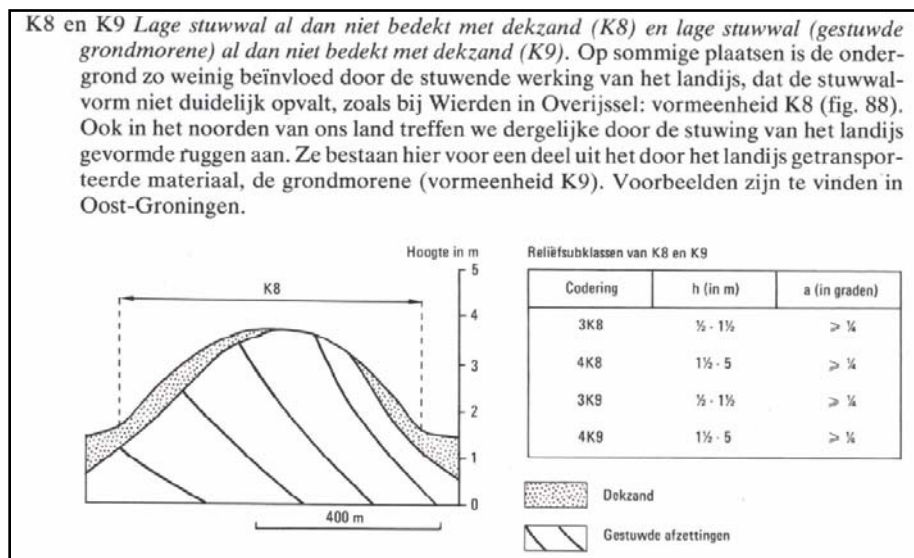 K8 en K9 Lage stuwwal al dan niet bedekt met dekzand (K8) en lage stuwwal (gestuwde
grondmorene) al dan niet bedekt met dekzand (K9). Op sommige plaatsen is de onder-
grond zo weinig beïnvloed door de stuwende werking van het landijs, dat de stuwwal-
vorm niet duidelijk opvalt, zoals bij Wierden in Overijssel: vormeenheid K8 (fig. 88).
Ook in het noorden van ons land treffen we dergelijke door de stuwing van het landijs
gevormde ruggen aan. Ze bestaan hier voor een deel uit het door het landijs getranspor-
teerde materiaal, de grondmorene (vormeenheid K9). Voorbeelden zijn te vinden in
Oost-Groningen.
Hoogte in m
5
K8
4
3
2
1
0
400 m
Reliëfsubklassen van K8 en K9
Codering h (in m) a (in graden)
3K8 ½ - 1½ ⩾ ¼
4K8 1½ - 5 ⩾ ¼
3K9 ½ - 1½ ⩾ ¼
4K9 1½ - 5 ⩾ ¼
Dekzand
Gestuwde afzettingen